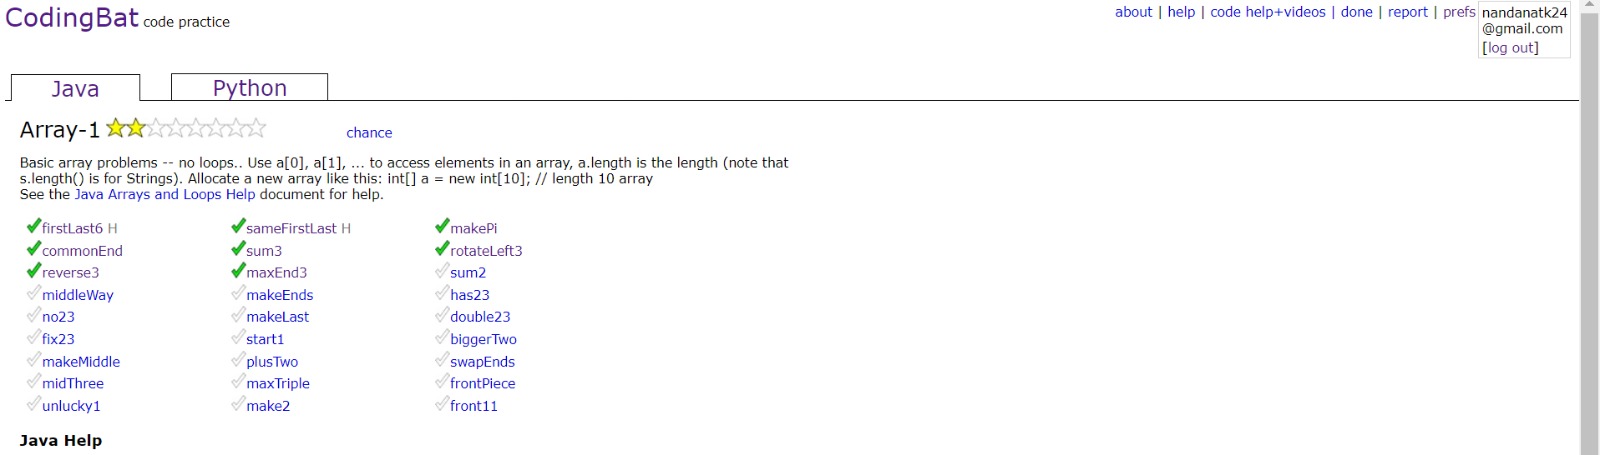 CodingBat code practice
about | help | code help+videos | done | report | prefs
nandanatk24
@gmail.com
[log out]
Java
Python
Array-1
chance
Basic array problems -- no loops.. Use a[0], a[1], ... to access elements in an array, a.length is the length (note that
s.length() is for Strings). Allocate a new array like this: int[] a = new int[10]; // length 10 array
See the Java Arrays and Loops Help document for help.
firstLast6 H sameFirstLast H makePi
commonEnd sum3 rotateLeft3
reverse3 maxEnd3 sum2
middleWay makeEnds has23
no23 makeLast double23
fix23 start1 biggerTwo
makeMiddle plusTwo swapEnds
midThree maxTriple frontPiece
unlucky1 make2 front11
Java Help